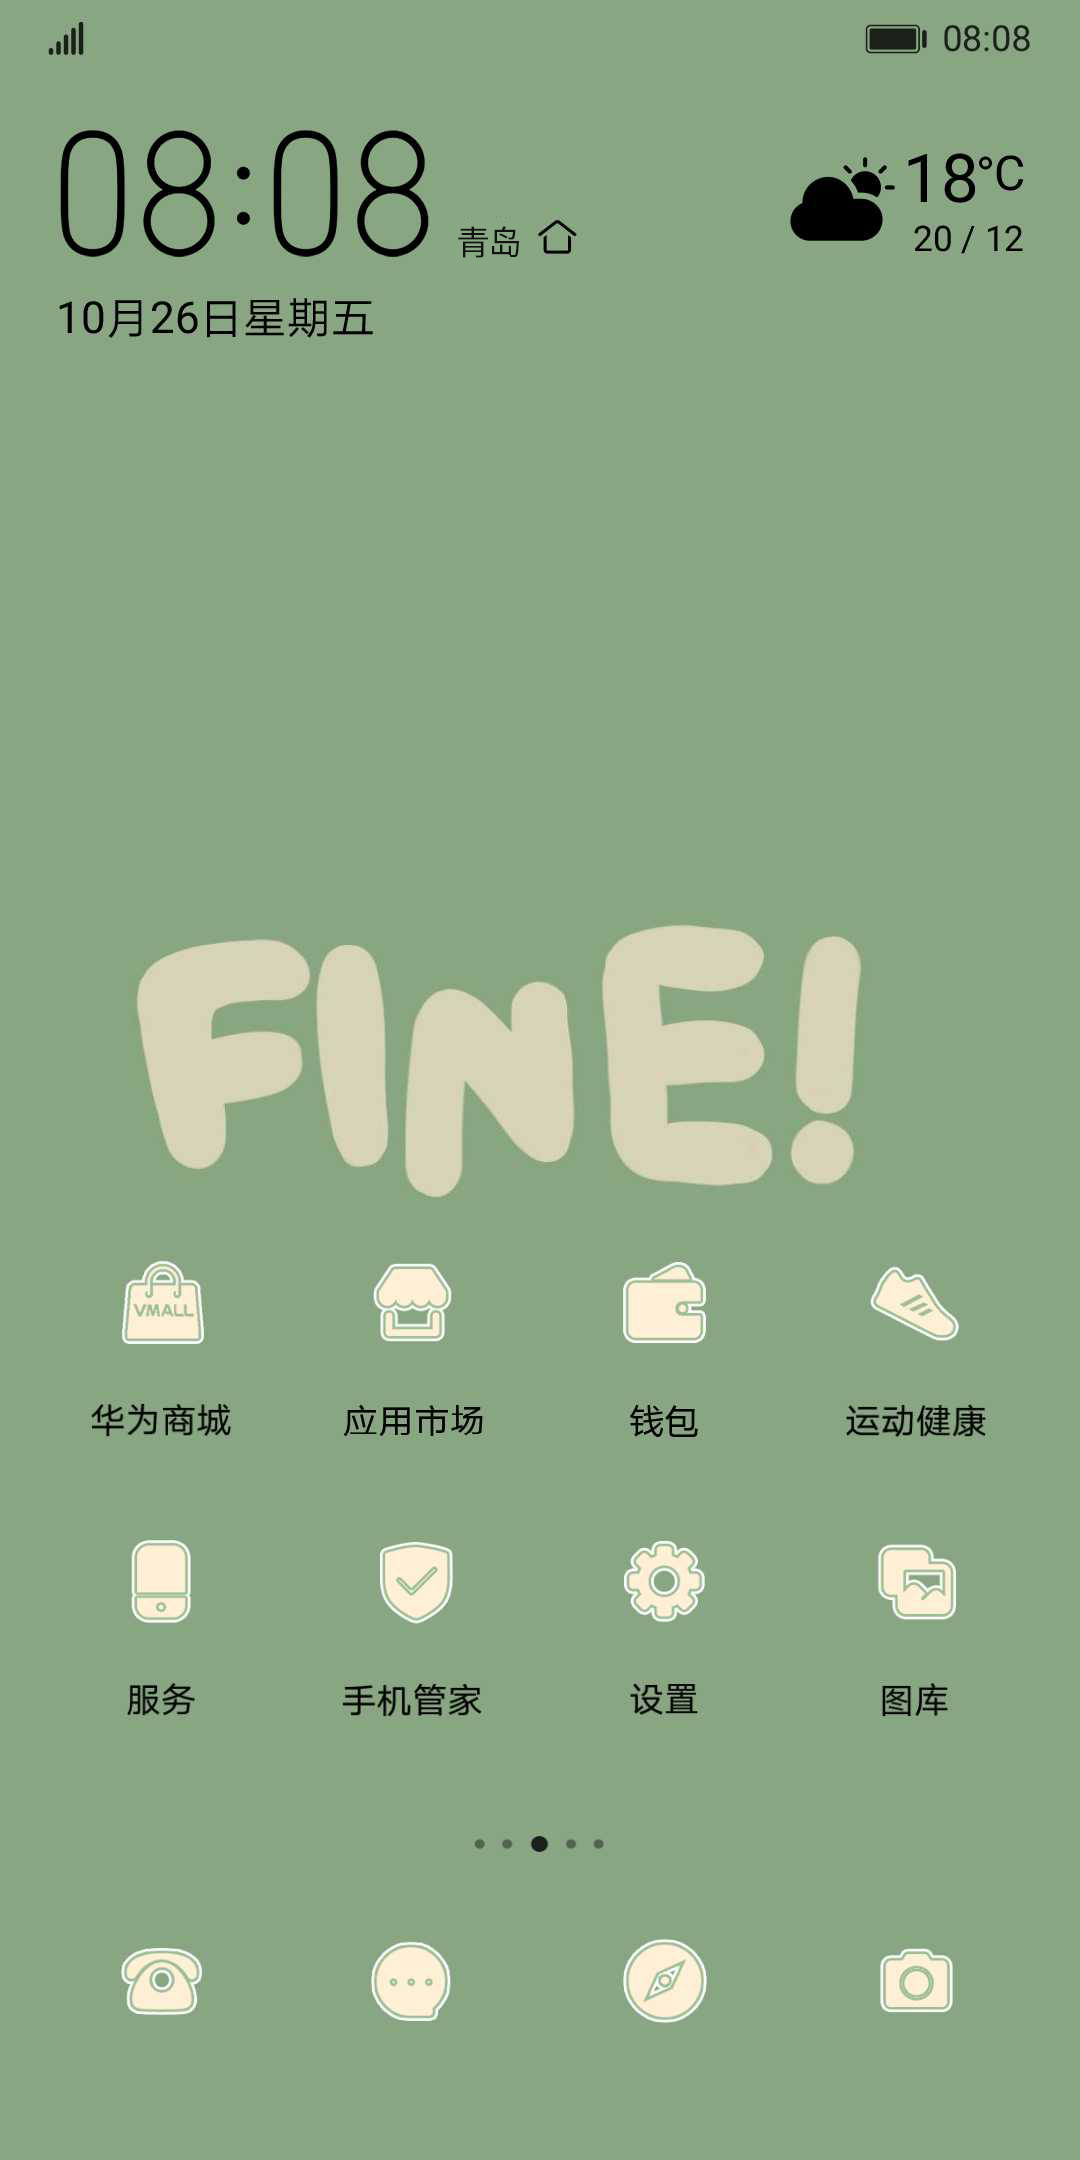 08:08
08:08 青岛
18°C
20 / 12
10月26日星期五
FINE!
VMALL
华为商城 应用市场 钱包 运动健康
服务 手机管家 设置 图库